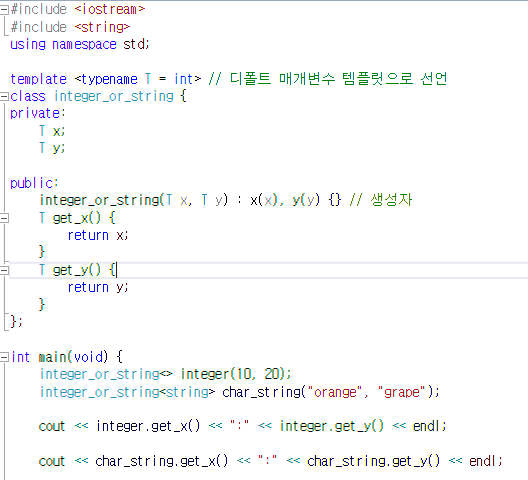 #include <iostream>
#include <string>
using namespace std;

template <typename T = int> // 디폴트 매개변수 템플릿으로 선언
class integer_or_string {
private:
    T x;
    T y;

public:
    integer_or_string(T x, T y) : x(x), y(y) {} // 생성자
    T get_x() {
        return x;
    }
    T get_y() {
        return y;
    }
};

int main(void) {
    integer_or_string<> integer(10, 20);
    integer_or_string<string> char_string("orange", "grape");

    cout << integer.get_x() << ":" << integer.get_y() << endl;

    cout << char_string.get_x() << ":" << char_string.get_y() << endl;